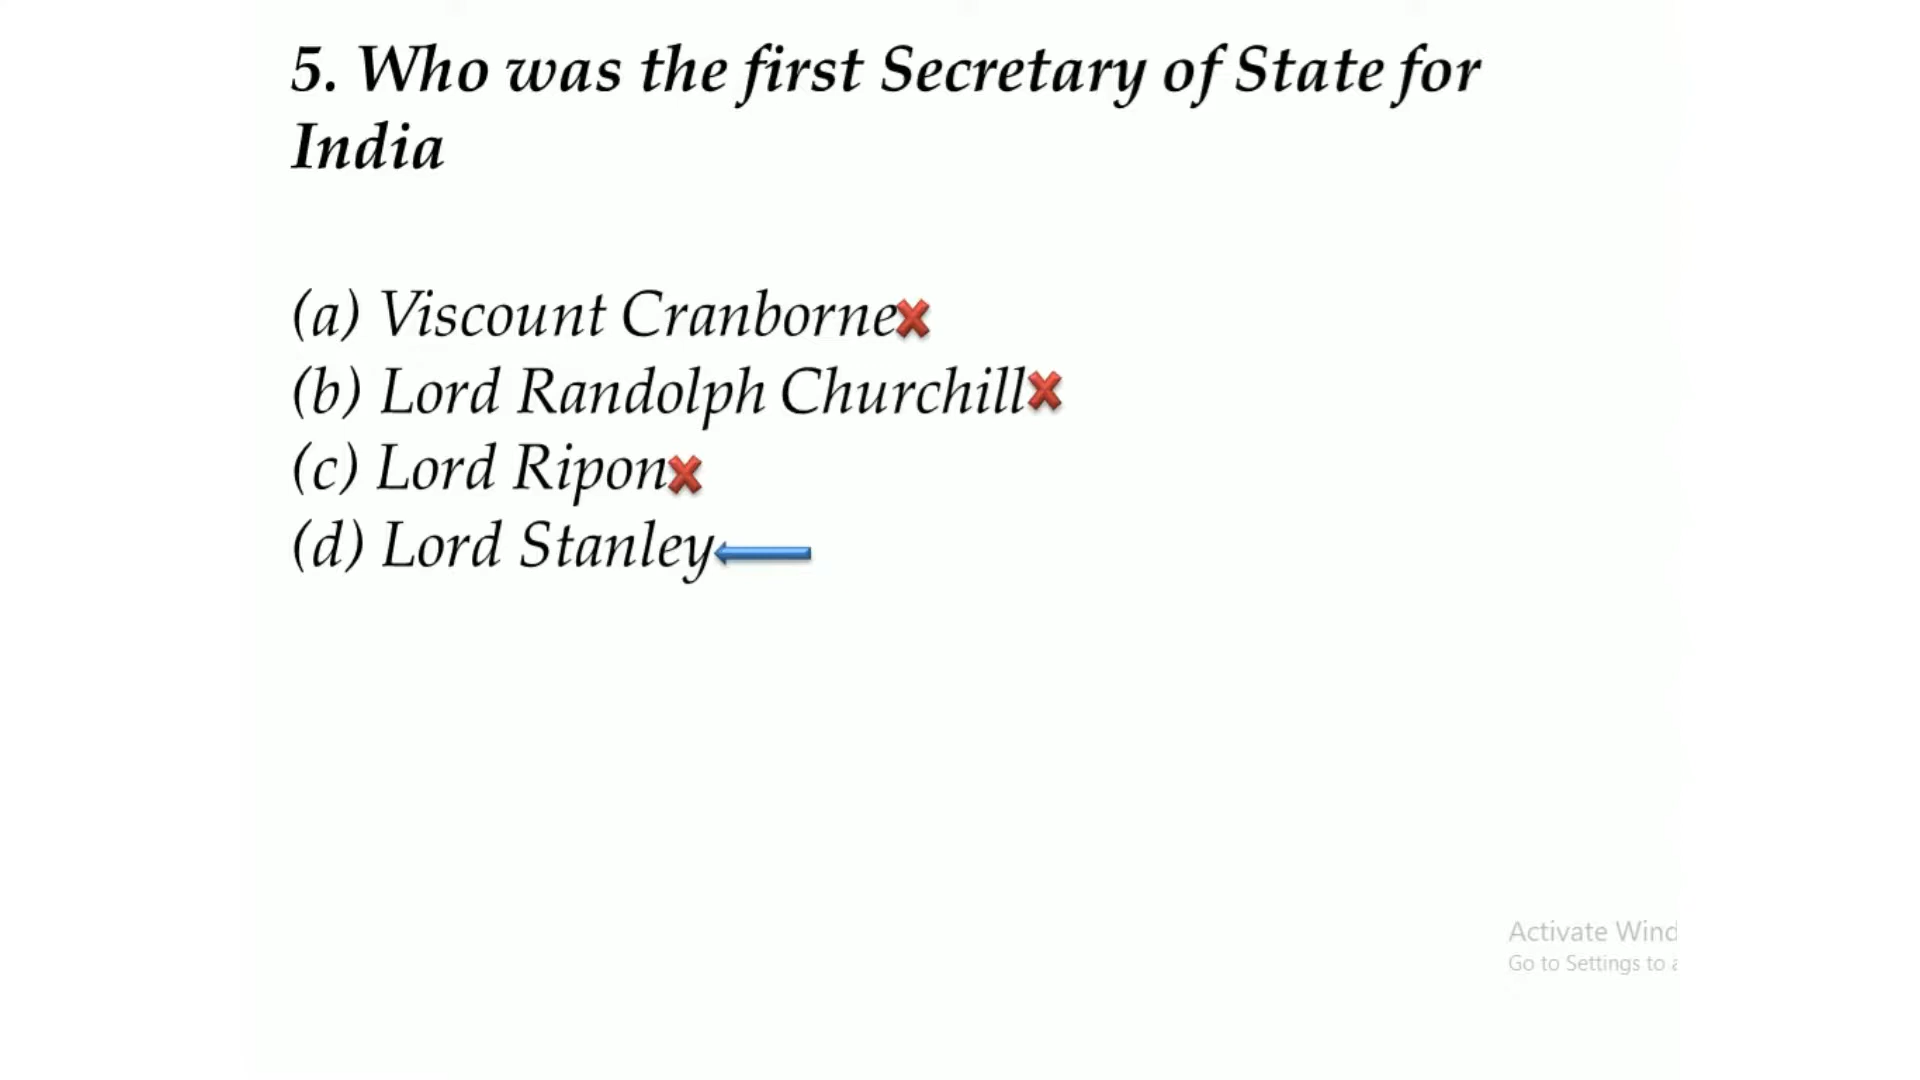 5. Who was the first Secretary of State for
India
(a) Viscount Cranborne
(b) Lord Randolph Churchill
(c) Lord Ripon
(d) Lord Stanley
Activate Wind
Go to Settings to a